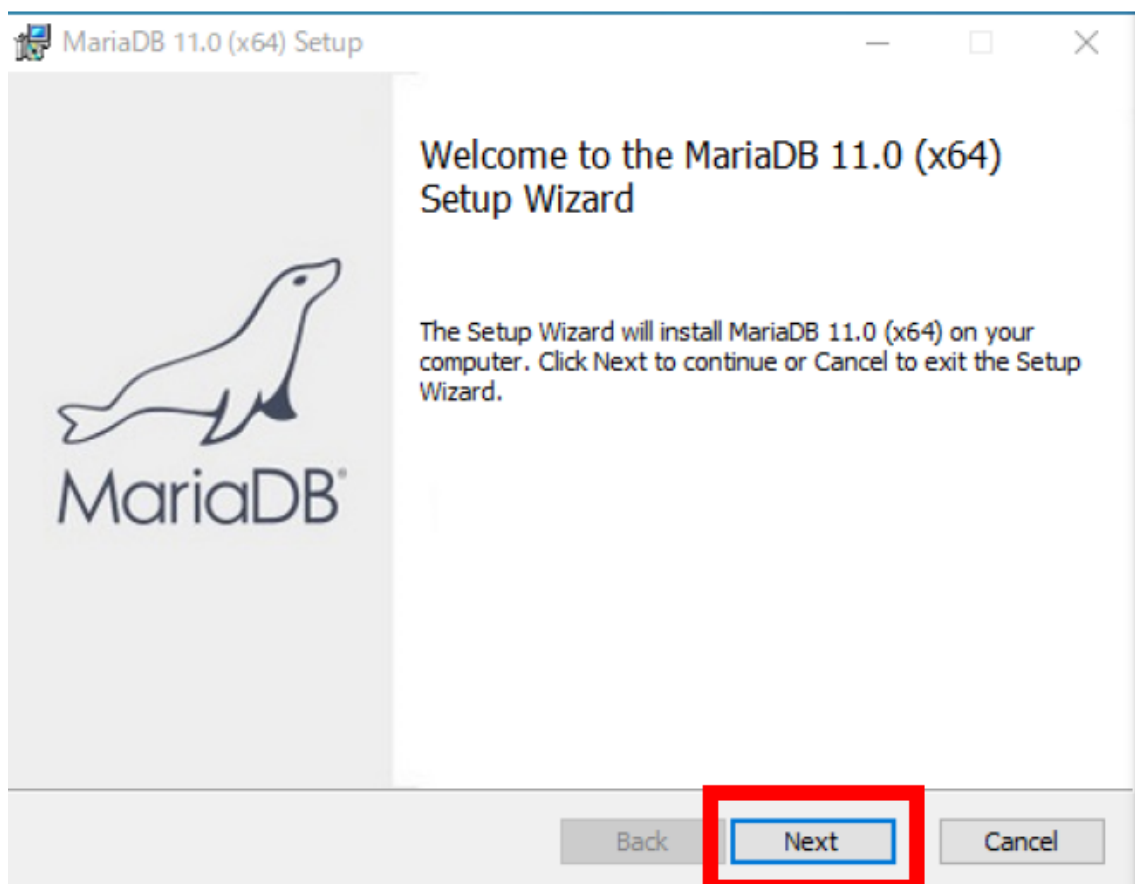 MariaDB 11.0 (x64) Setup
Welcome to the MariaDB 11.0 (x64)
Setup Wizard
The Setup Wizard will install MariaDB 11.0 (x64) on your
computer. Click Next to continue or Cancel to exit the Setup
Wizard.
MariaDB®
Back
Next
Cancel